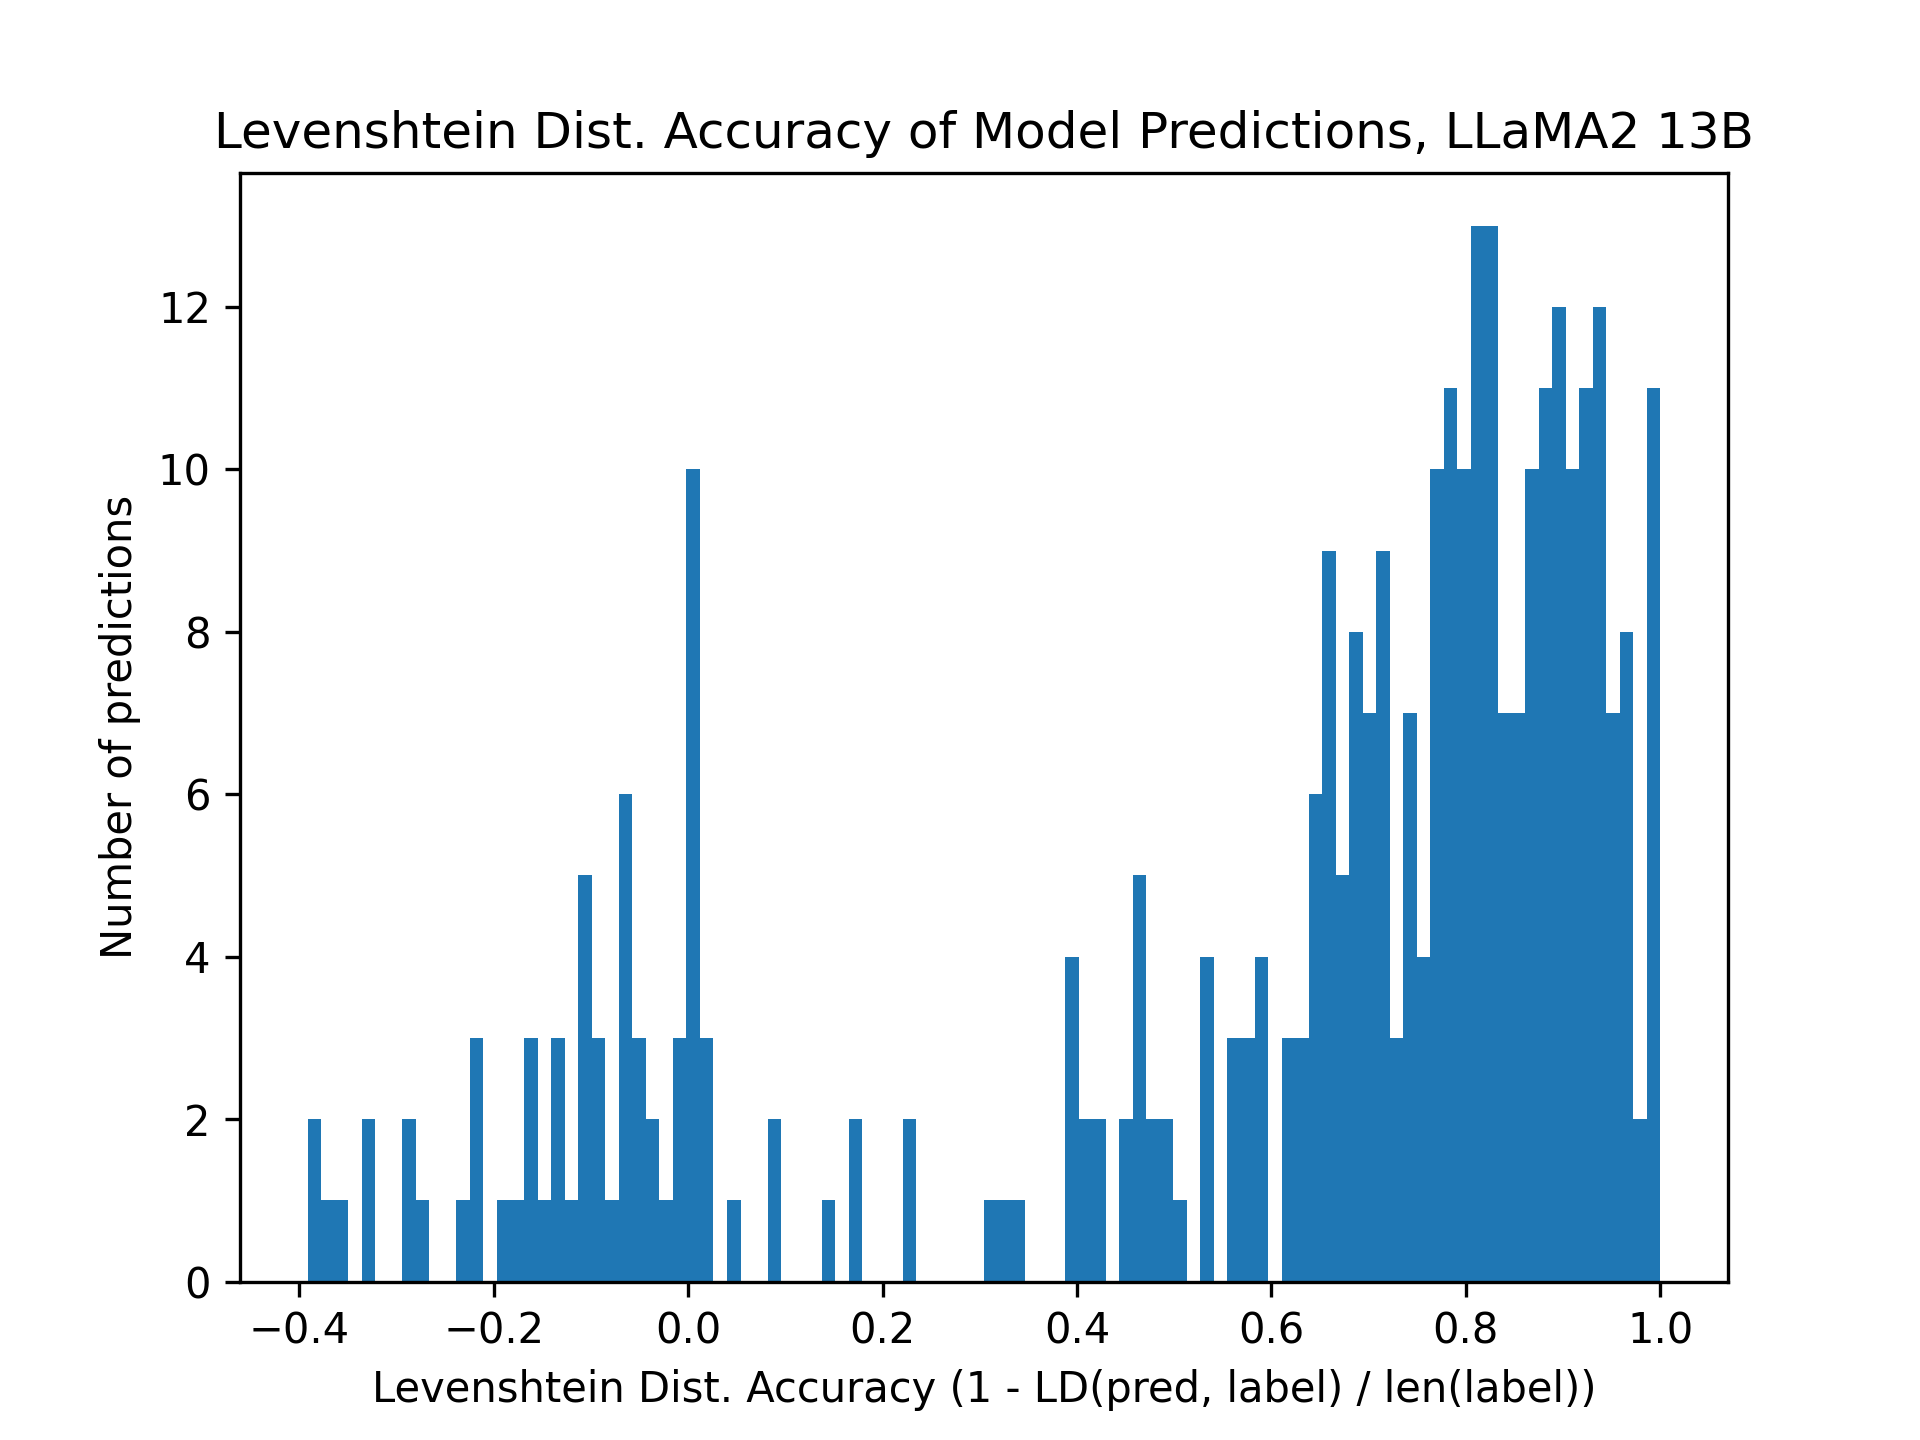 Levenshtein Dist. Accuracy of Model Predictions, LLaMA2 13B
Number of predictions
12
10
8
6
4
2
0
−0.4 −0.2 0.0 0.2 0.4 0.6 0.8 1.0
Levenshtein Dist. Accuracy (1 - LD(pred, label) / len(label))